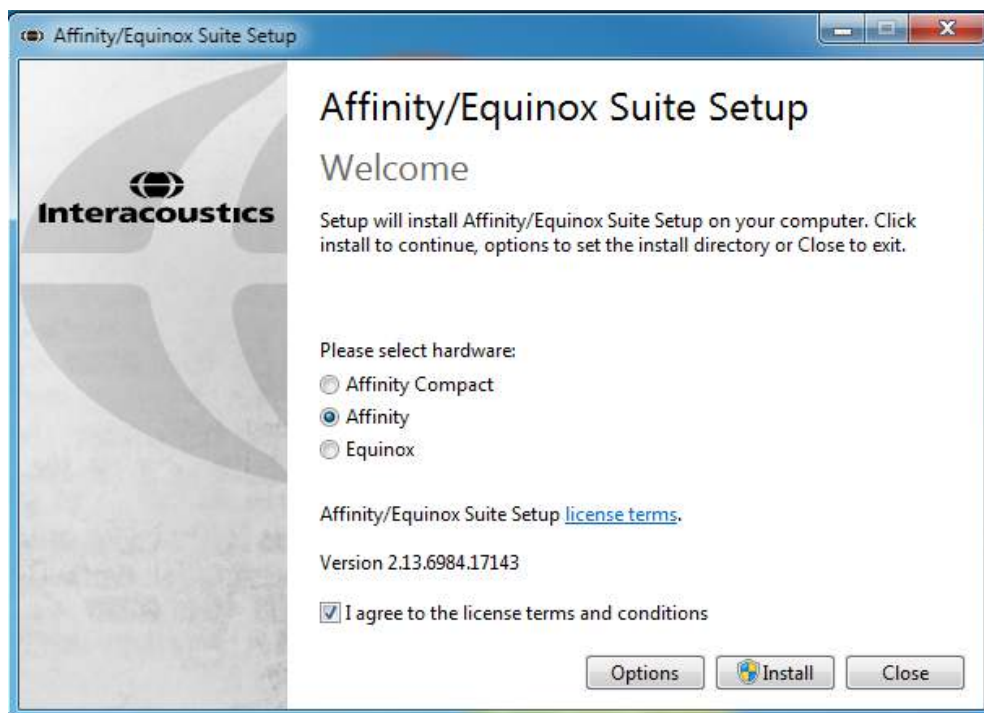 Affinity/Equinox Suite Setup
Affinity/Equinox Suite Setup
Welcome
Interacoustics
Setup will install Affinity/Equinox Suite Setup on your computer. Click
install to continue, options to set the install directory or Close to exit.
Please select hardware:
Affinity Compact
Affinity
Equinox
Affinity/Equinox Suite Setup license terms.
Version 2.13.6984.17143
I agree to the license terms and conditions
Options Install Close